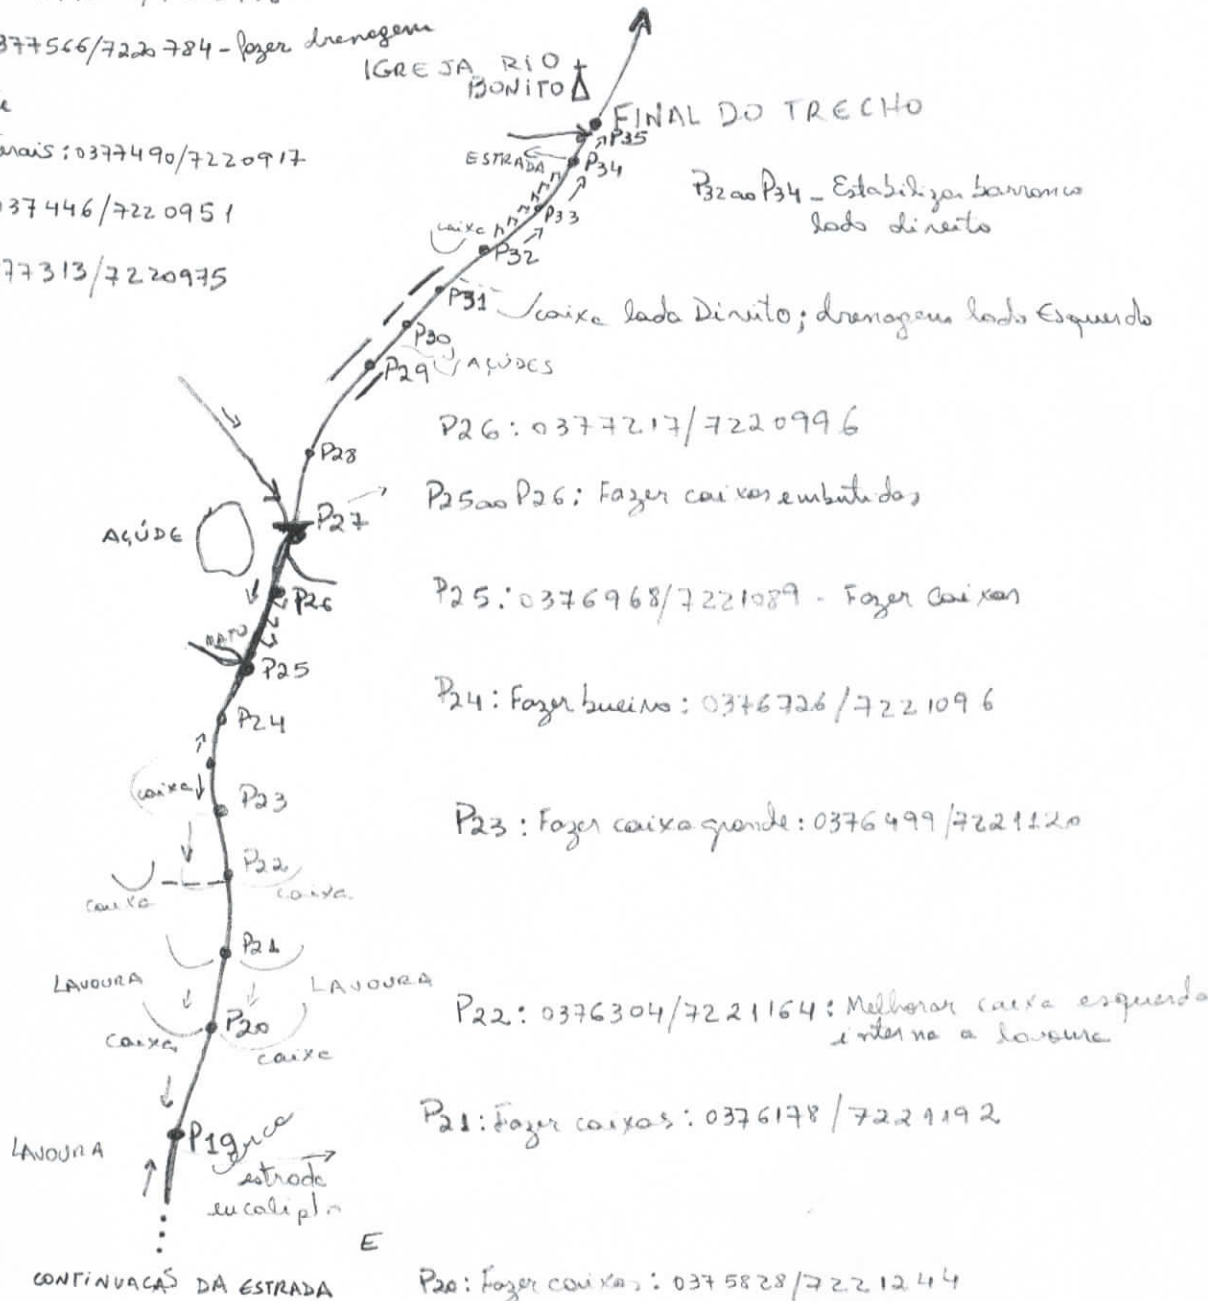 377566/7220784 - fazer drenagem
IGREJA RIO
BONITO
FINAL DO TRECHO
P35
erais: 0377490/7220917
ESTRADA
P34
P32 ao P34 - Estabilizar barranco
lado direito
037446/7220951
P33
caixa
P32
77313/7220975
P31
caixa lado Direito; drenagem lado Esquerdo
P30
P29
AÇUDES
P26: 0377217/7220996
P28
P25 ao P26: Fazer caixas embutidas
P27
AÇÚDE
P25: 0376968/7221089 - Fazer Caixas
P26
MATO
P25
P24: Fazer bueiro: 0376726/7221096
P24
caixa
P23
P23: Fazer caixa grande: 0376499/7221120
P22
caixa
caixa
P21
LAVOURA
LAVOURA
P22: 0376304/7221164: Melhorar caixa esquerda
interna a lavoura
P20
caixa
caixa
P21: Fazer caixas: 0376178/7221192
P19
LAVOURA
estrada
eucalipto
E
CONTINUACAS DA ESTRADA
P20: Fazer caixas: 0375828/7221244